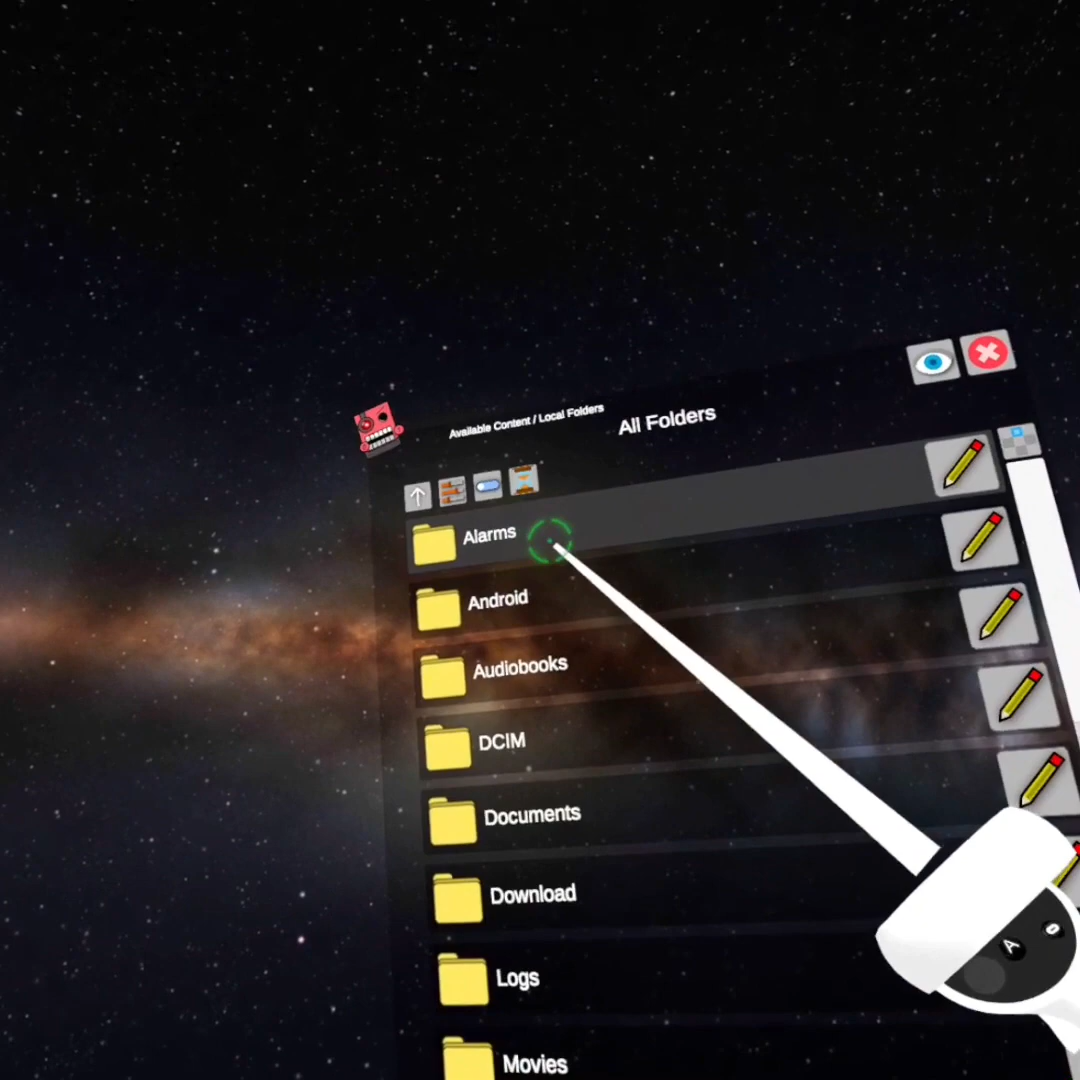 Available Content / Local Folders
All Folders
Alarms
Android
Audiobooks
DCIM
Documents
Download
Logs
Movies
A